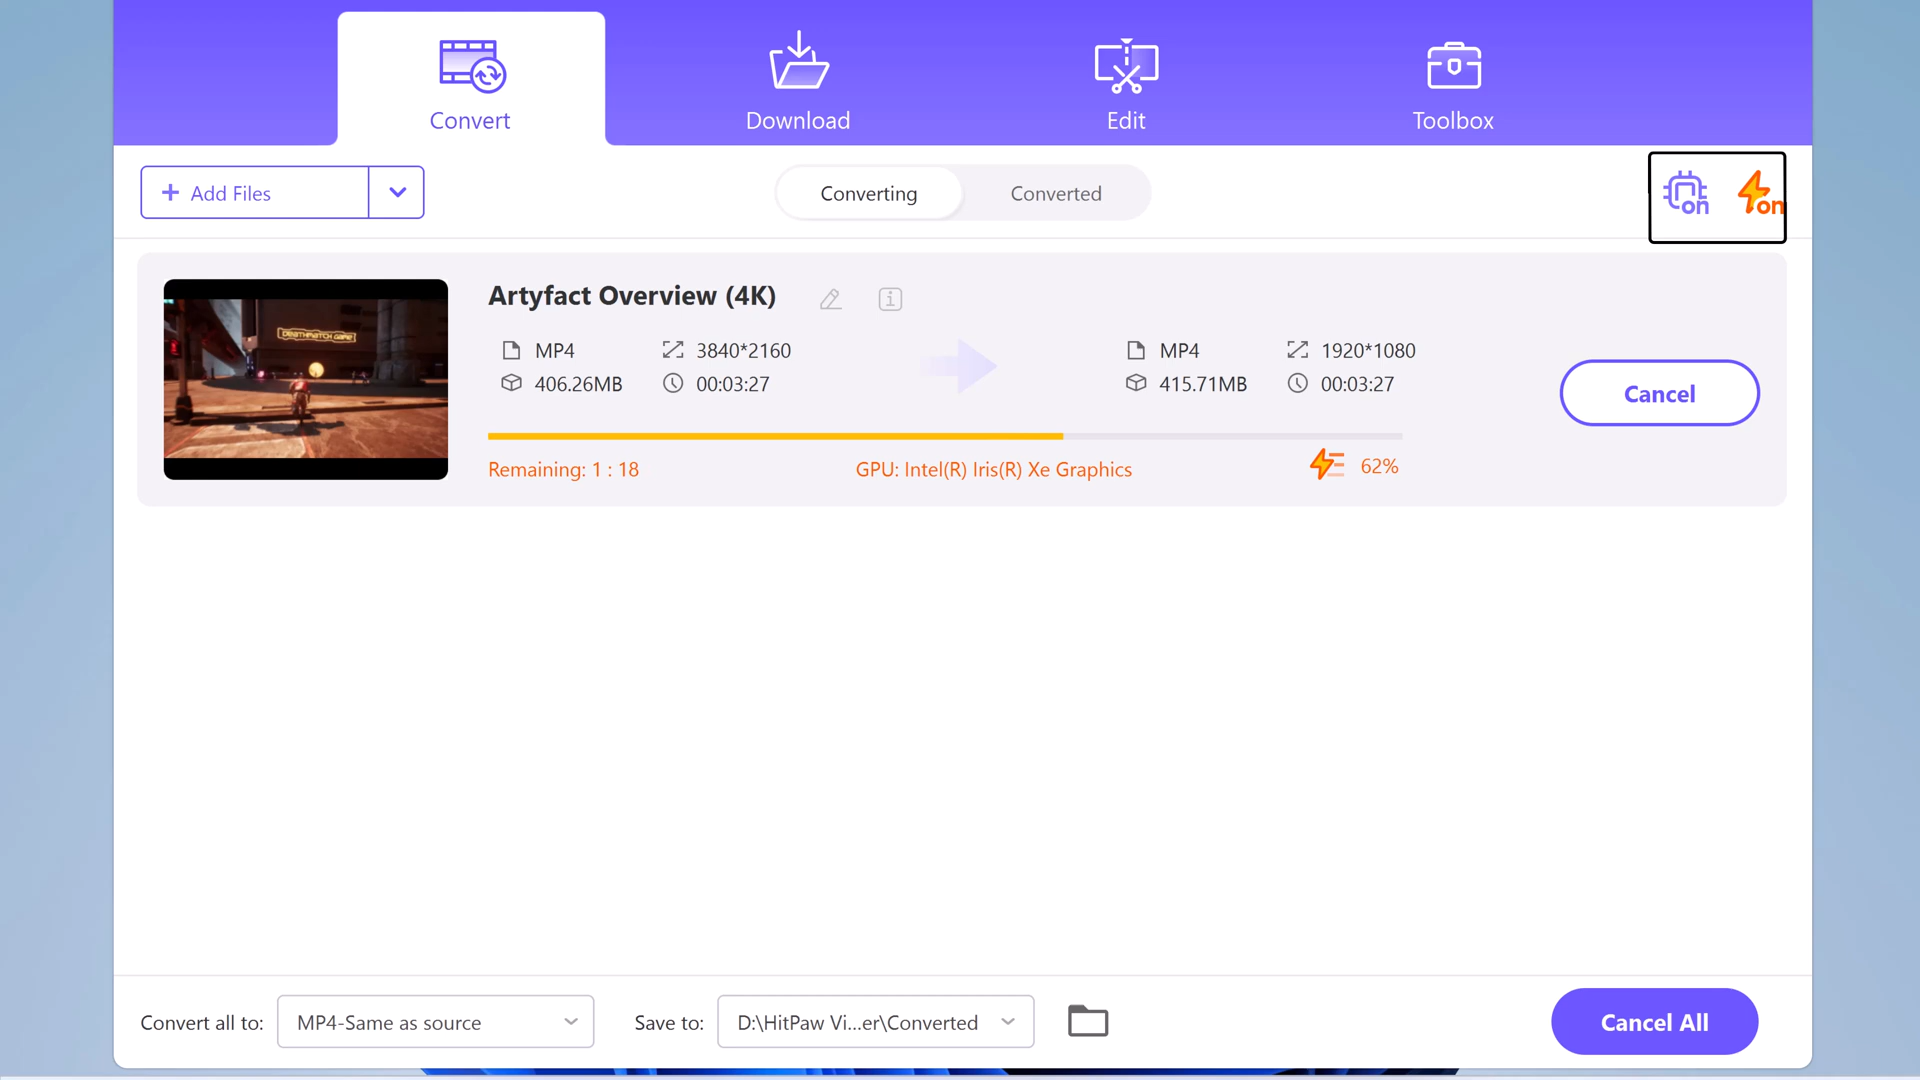 Convert
Download
Edit
Toolbox
Add Files
Converting
Converted
on
on
Artyfact Overview (4K)
MP4
3840*2160
406.26MB
00:03:27
MP4
1920*1080
415.71MB
00:03:27
Cancel
DEATHMATCH GAME
Remaining: 1 : 18
GPU: Intel(R) Iris(R) Xe Graphics
62%
Convert all to:
MP4-Same as source
Save to:
D:\HitPaw Vi...er\Converted
Cancel All